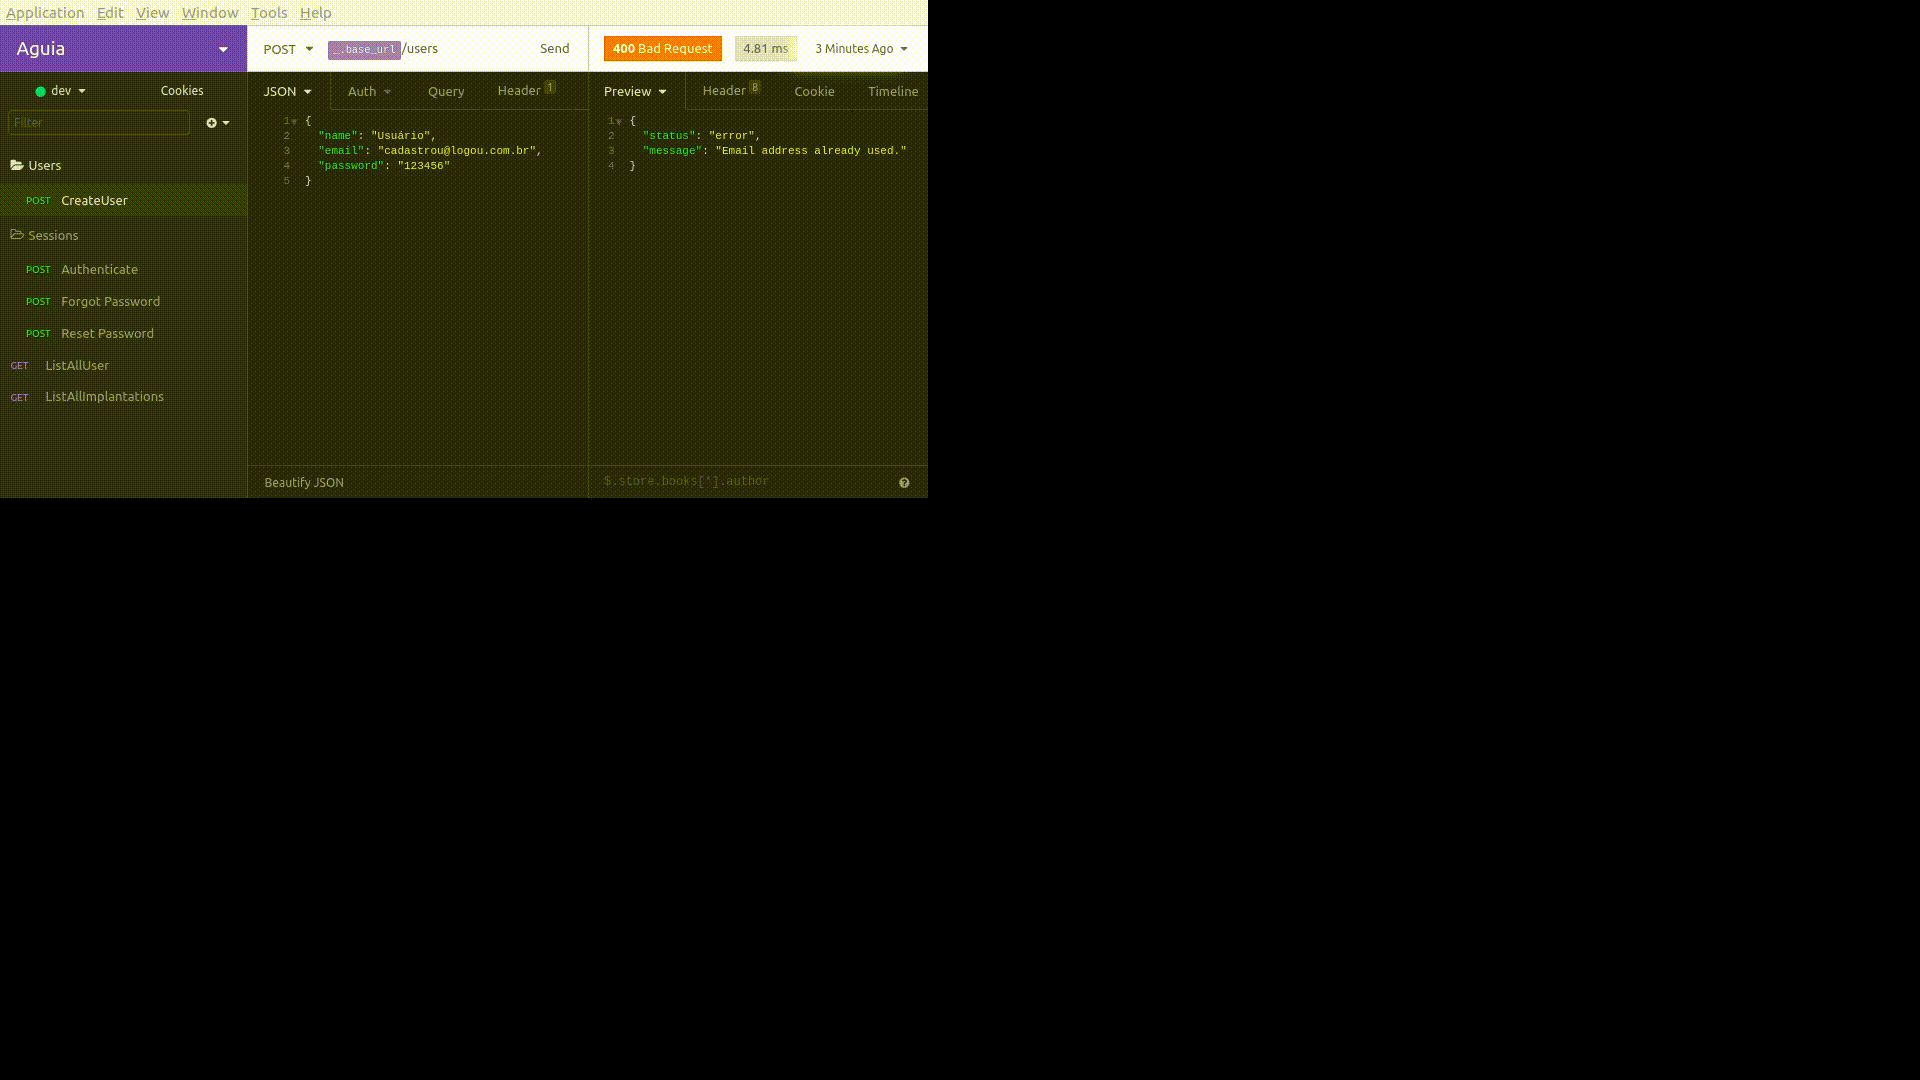 Application Edit View Window Tools Help
Aguia
POST _.base_url/users Send
400 Bad Request 4.81 ms 3 Minutes Ago
dev Cookies
Filter
Users
POST CreateUser
Sessions
POST Authenticate
POST Forgot Password
POST Reset Password
GET ListAllUser
GET ListAllImplantations
JSON Auth Query Header 1
1 {
2 "name": "Usuário",
3 "email": "cadastrou@logou.com.br",
4 "password": "123456"
5 }
Beautify JSON
Preview Header 8 Cookie Timeline
1 {
2 "status": "error",
3 "message": "Email address already used."
4 }
$.store.books[*].author